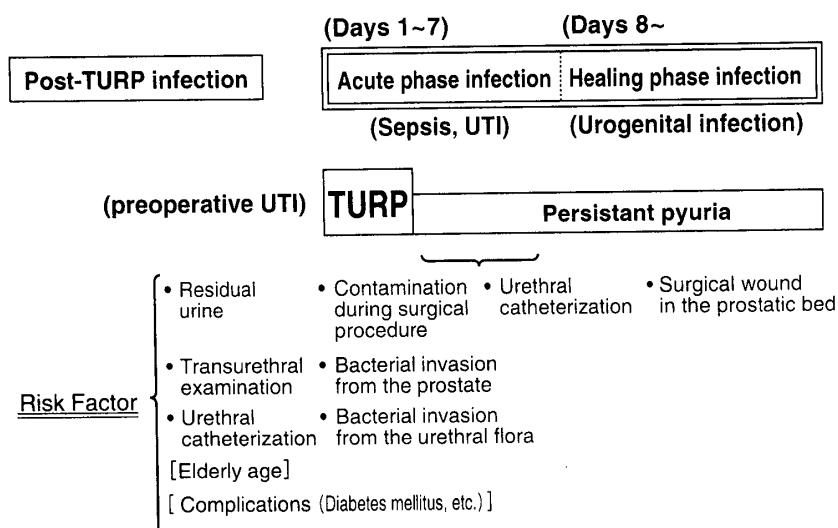 (Days 1~7)
(Days 8~
Post-TURP infection
Acute phase infection
Healing phase infection
(Sepsis, UTI)
(Urogenital infection)
(preoperative UTI)
TURP
Persistant pyuria
Risk Factor
• Residual
urine
• Transurethral
examination
• Urethral
catheterization
[Elderly age]
[ Complications (Diabetes mellitus, etc.) ]
• Contamination
during surgical
procedure
• Bacterial invasion
from the prostate
• Bacterial invasion
from the urethral flora
• Urethral
catheterization
• Surgical wound
in the prostatic bed